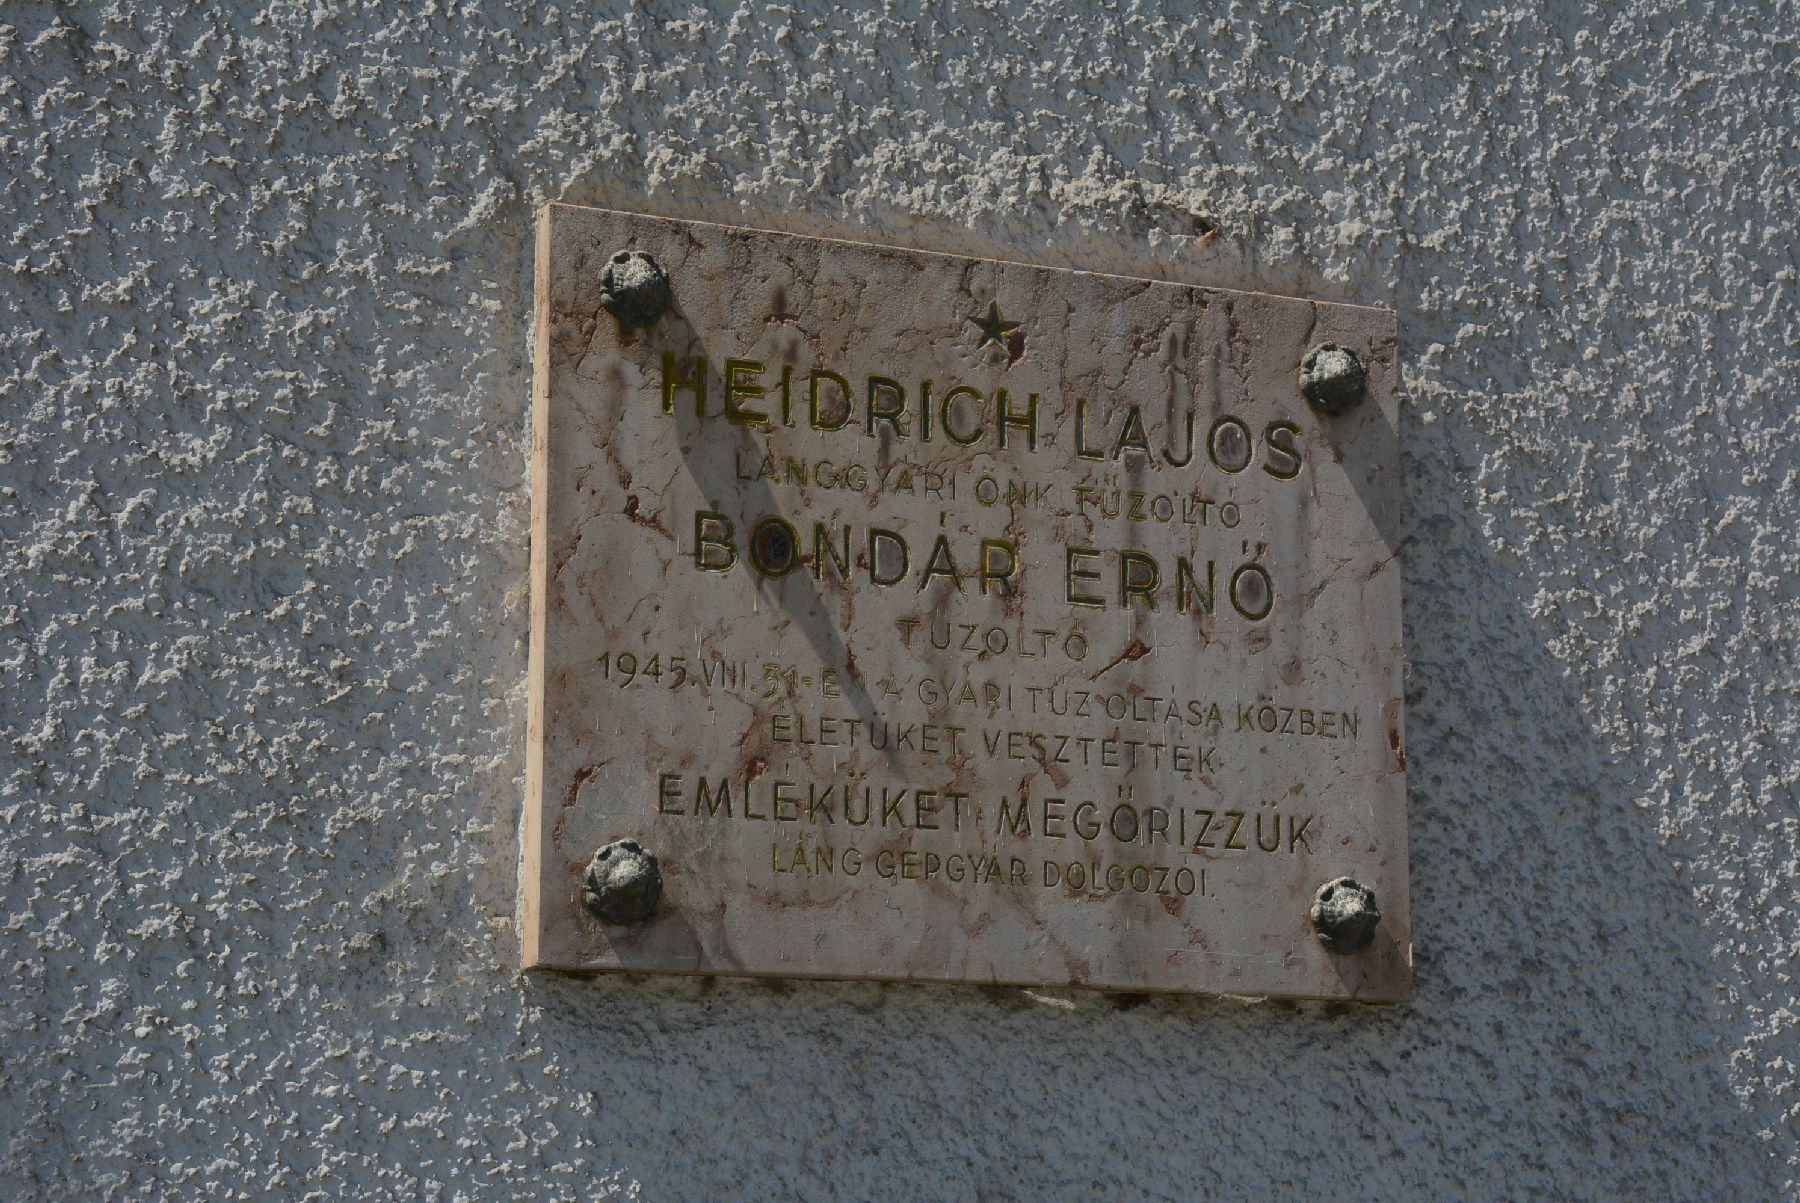 HEIDRICH LAJOS
LÁNGGYÁRI ÖNK. TŰZOLTÓ
BONDÁR ERNŐ
TŰZOLTÓ
1945.VIII.31-ÉN A GYÁRI TŰZ OLTÁSA KÖZBEN
ÉLETÜKET VESZTETTÉK
EMLÉKÜKET MEGŐRIZZÜK
LÁNG GÉPGYÁR DOLGOZÓI.